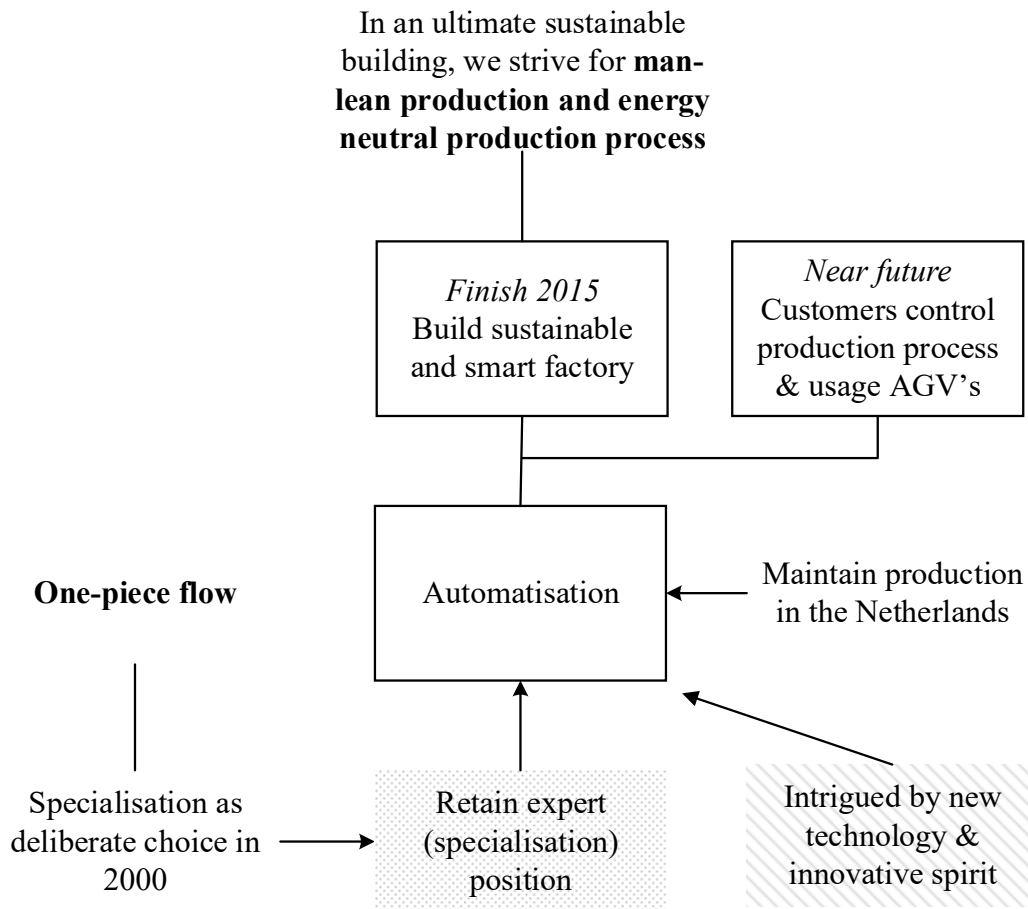 In an ultimate sustainable
building, we strive for man-
lean production and energy
neutral production process
Finish 2015
Build sustainable
and smart factory
Near future
Customers control
production process
& usage AGV's
One-piece flow
Automatisation
Maintain production
in the Netherlands
Specialisation as
deliberate choice in
2000
Retain expert
(specialisation)
position
Intrigued by new
technology &
innovative spirit